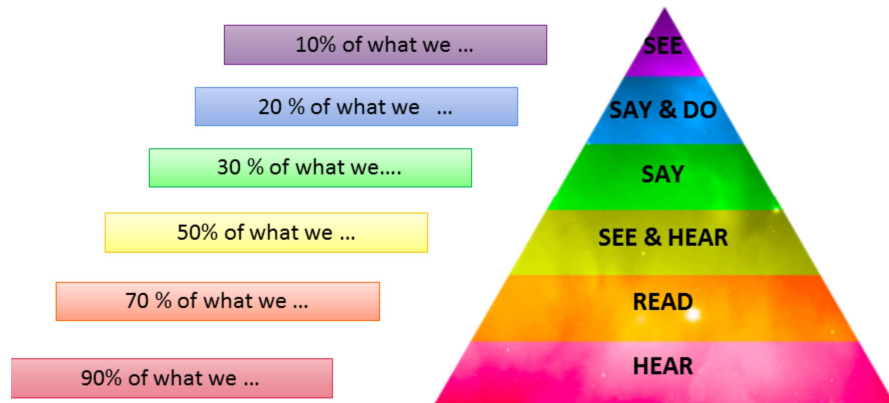 10% of what we ...
SEE
20 % of what we ...
SAY & DO
30 % of what we....
SAY
50% of what we ...
SEE & HEAR
70 % of what we ...
READ
90% of what we ...
HEAR